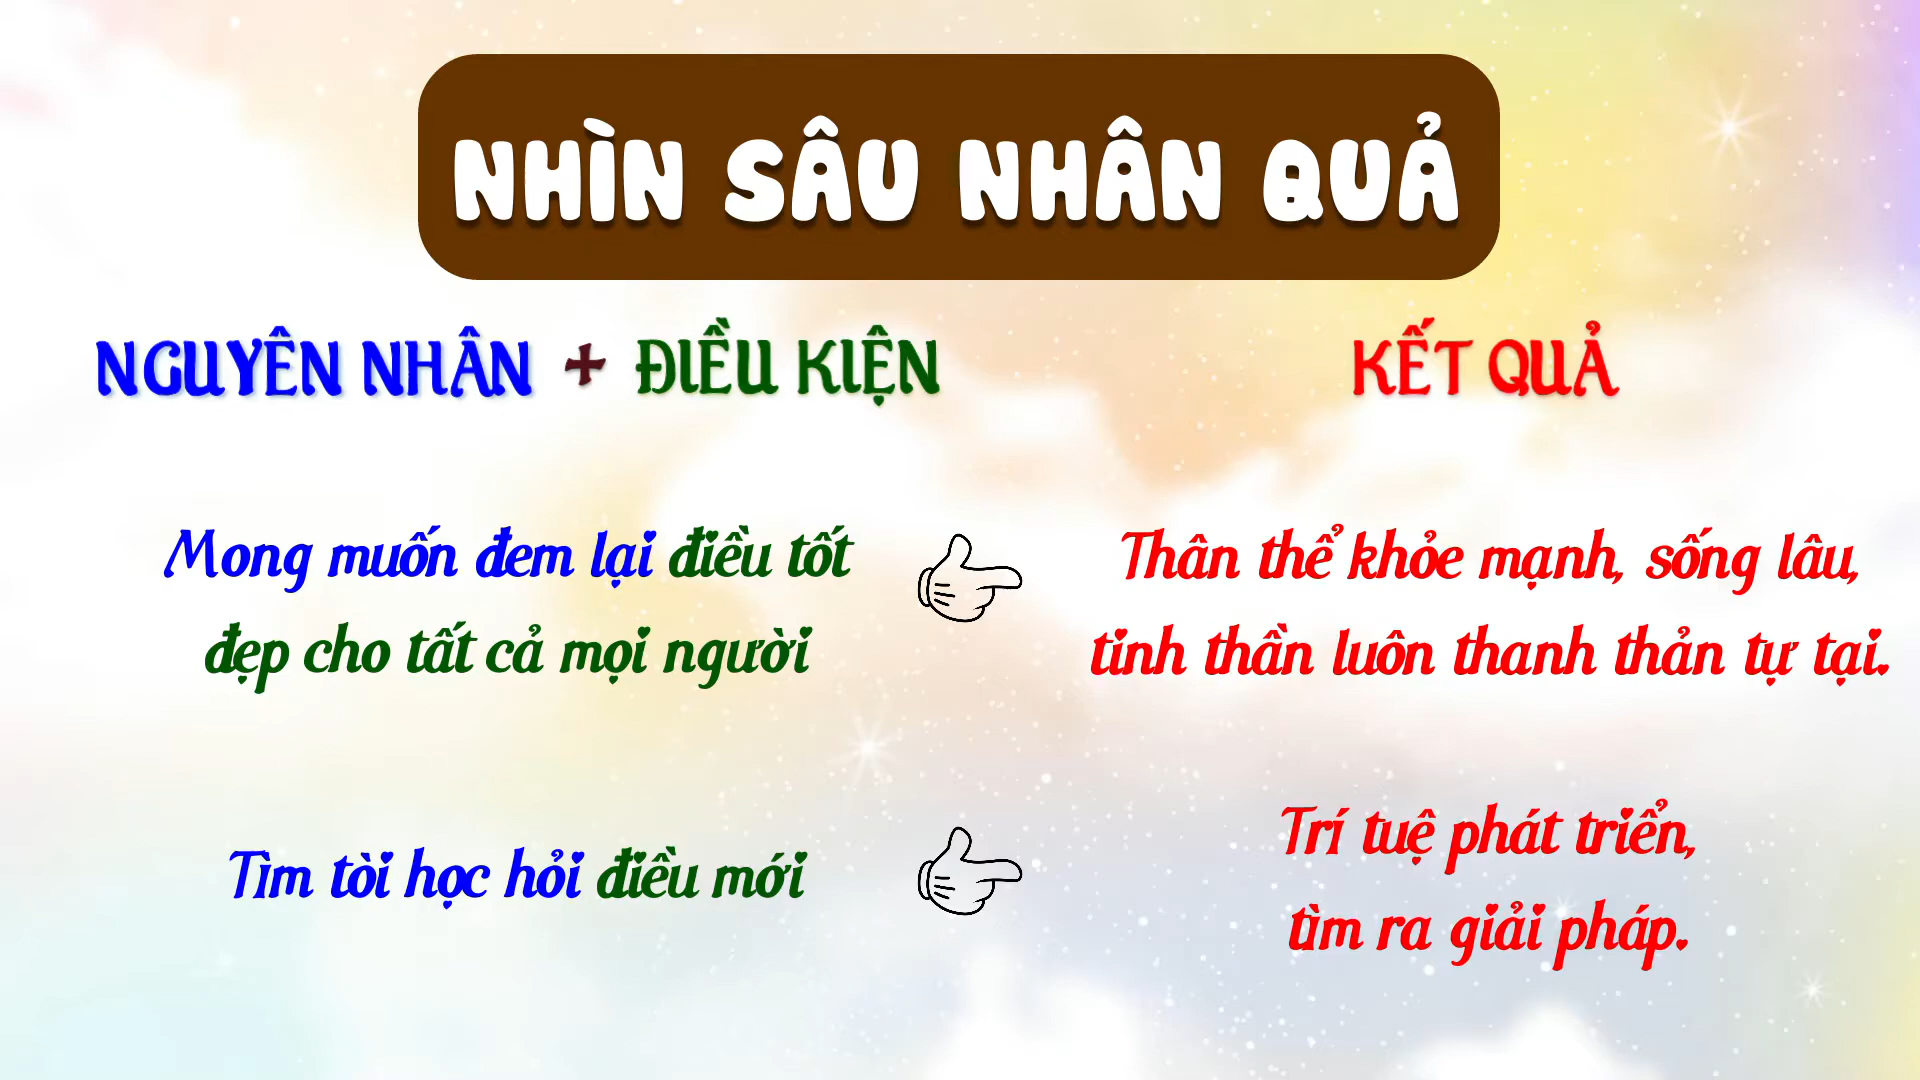 NHÌN SÂU NHÂN QUẢ
NGUYÊN NHÂN + ĐIỀU KIỆN
KẾT QUẢ
Mong muốn đem lại điều tốt
đẹp cho tất cả mọi người
Thân thể khỏe mạnh, sống lâu,
tinh thần luôn thanh thản tự tại.
Tìm tòi học hỏi điều mới
Trí tuệ phát triển,
tìm ra giải pháp.